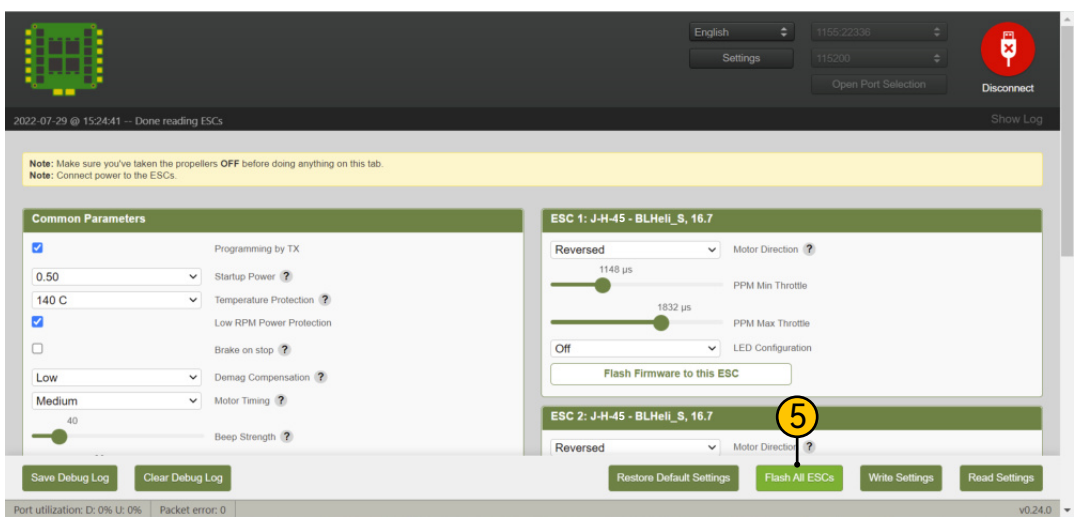 English
1155:22336
Settings
115200
Open Port Selection
Disconnect
2022-07-29 @ 15:24:41 -- Done reading ESCs
Show Log
Note: Make sure you've taken the propellers OFF before doing anything on this tab.
Note: Connect power to the ESCs.
Common Parameters
Programming by TX
0.50 Startup Power ?
140 C Temperature Protection ?
Low RPM Power Protection
Brake on stop ?
Low Demag Compensation ?
Medium Motor Timing ?
40
Beep Strength ?
ESC 1: J-H-45 - BLHeli_S, 16.7
Reversed Motor Direction ?
1148 µs
PPM Min Throttle
1832 µs
PPM Max Throttle
Off LED Configuration
Flash Firmware to this ESC
ESC 2: J-H-45 - BLHeli_S, 16.7
5
Reversed Motor Direction ?
Save Debug Log Clear Debug Log Restore Default Settings Flash All ESCs Write Settings Read Settings
Port utilization: D: 0% U: 0% Packet error: 0 v0.24.0